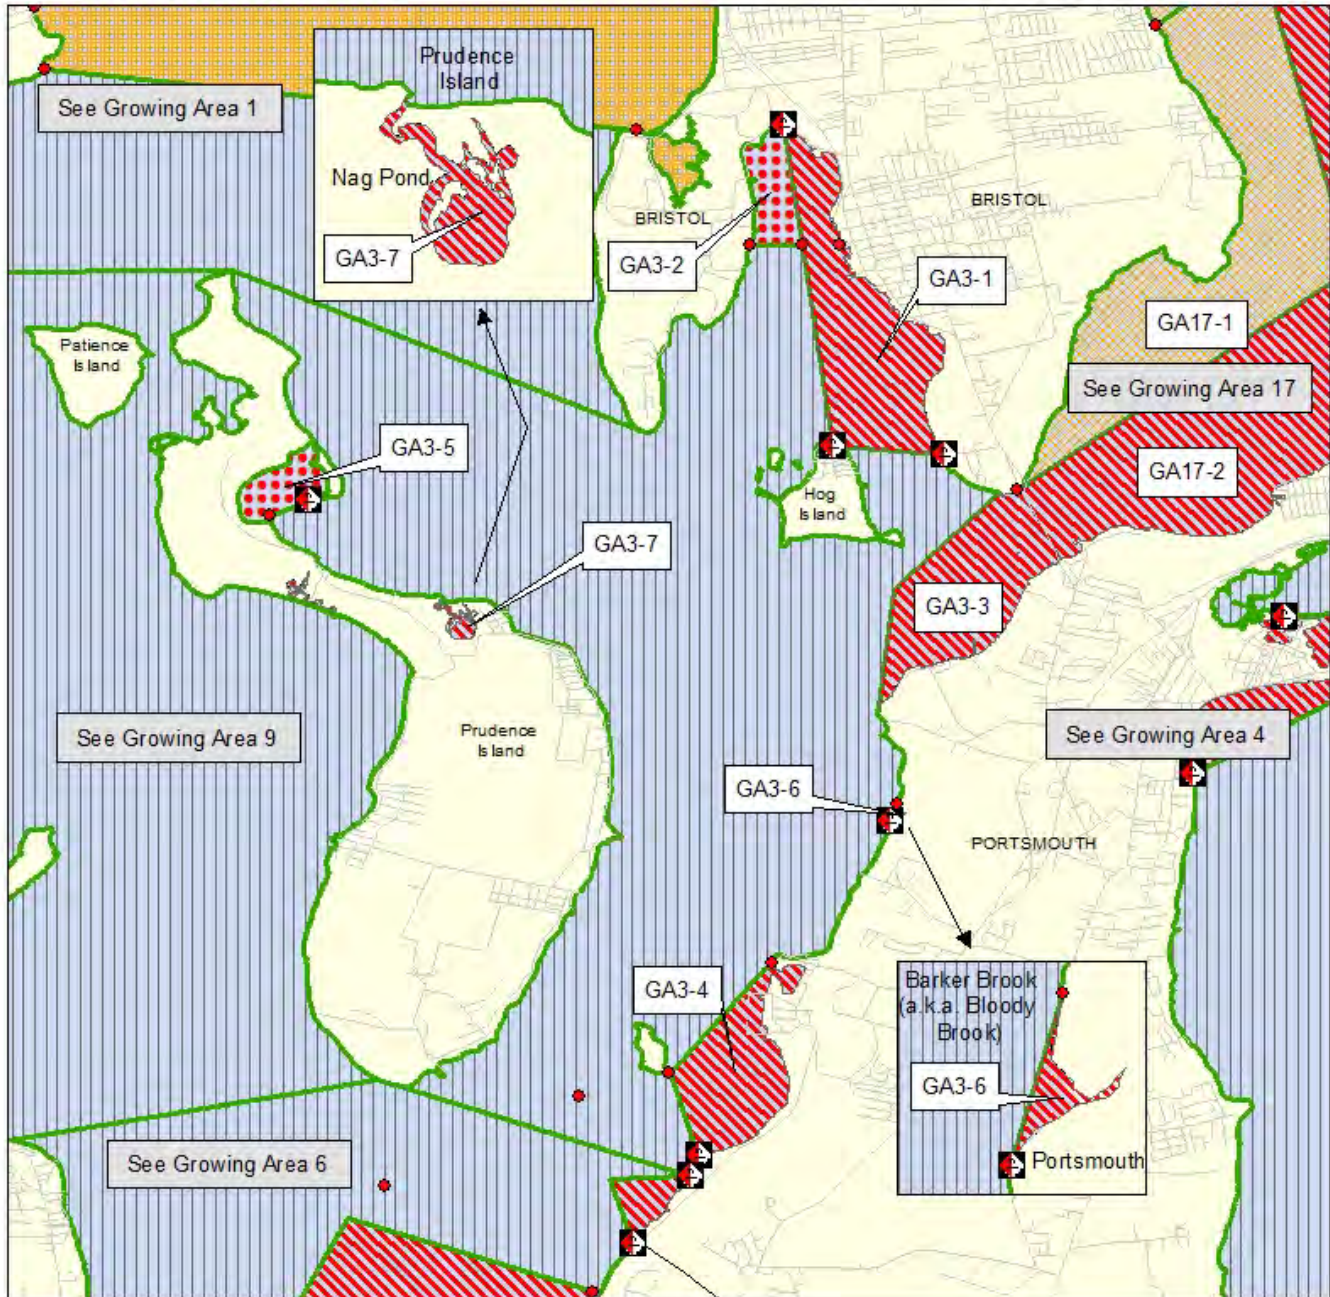 Prudence
Island
See Growing Area 1
Nag Pond
GA3-7
BRISTOL
BRISTOL
GA3-2
GA3-1
GA17-1
Patience
Island
See Growing Area 17
GA3-5
GA17-2
Hog
Island
GA3-7
GA3-3
Prudence
Island
See Growing Area 9
See Growing Area 4
GA3-6
PORTSMOUTH
GA3-4
Barker Brook
(a.k.a. Bloody
Brook)
GA3-6
Portsmouth
See Growing Area 6